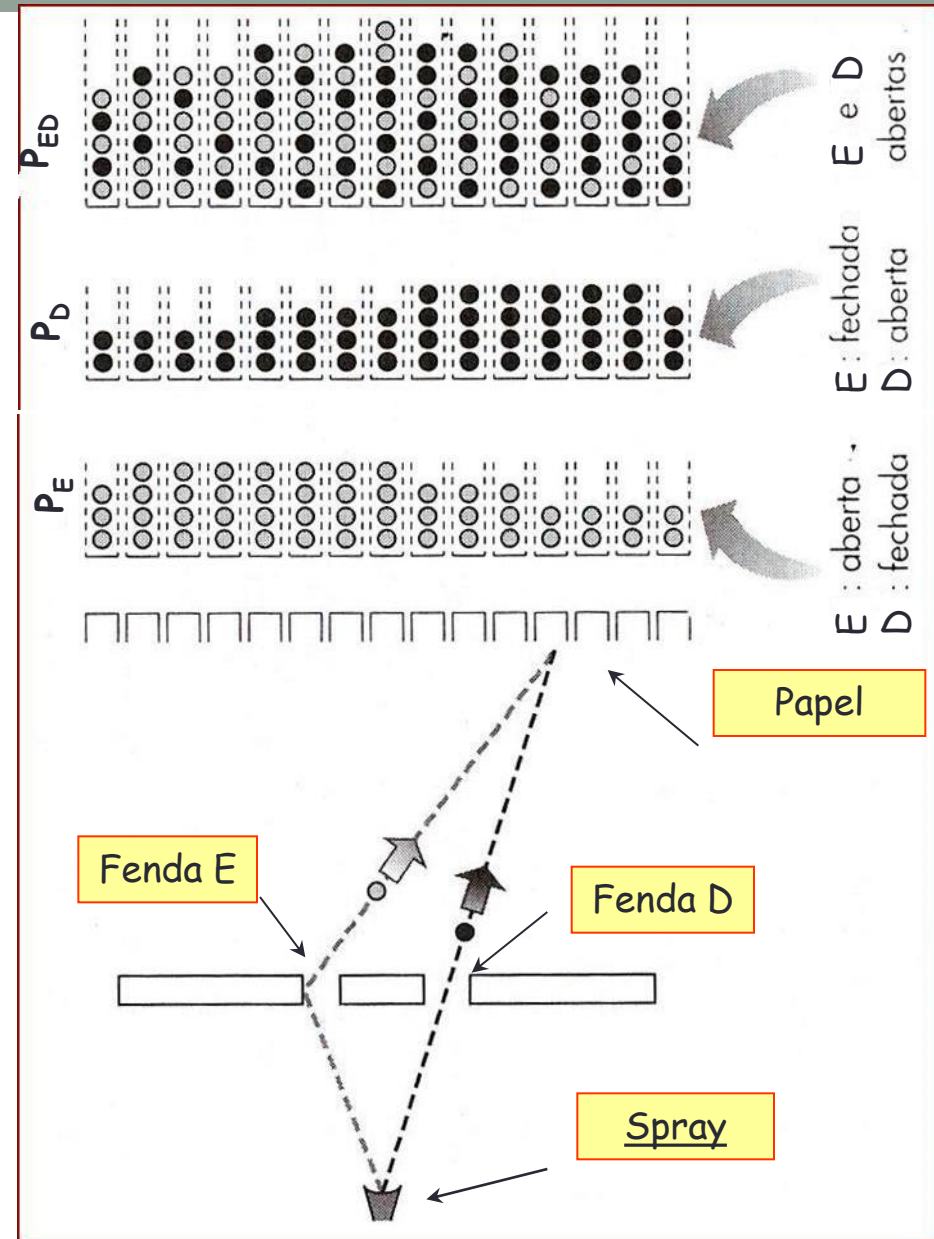 P_ED
E e D
abertas
P_D
E : fechada
D : aberta
P_E
E : aberta
D : fechada
Papel
Fenda E
Fenda D
Spray